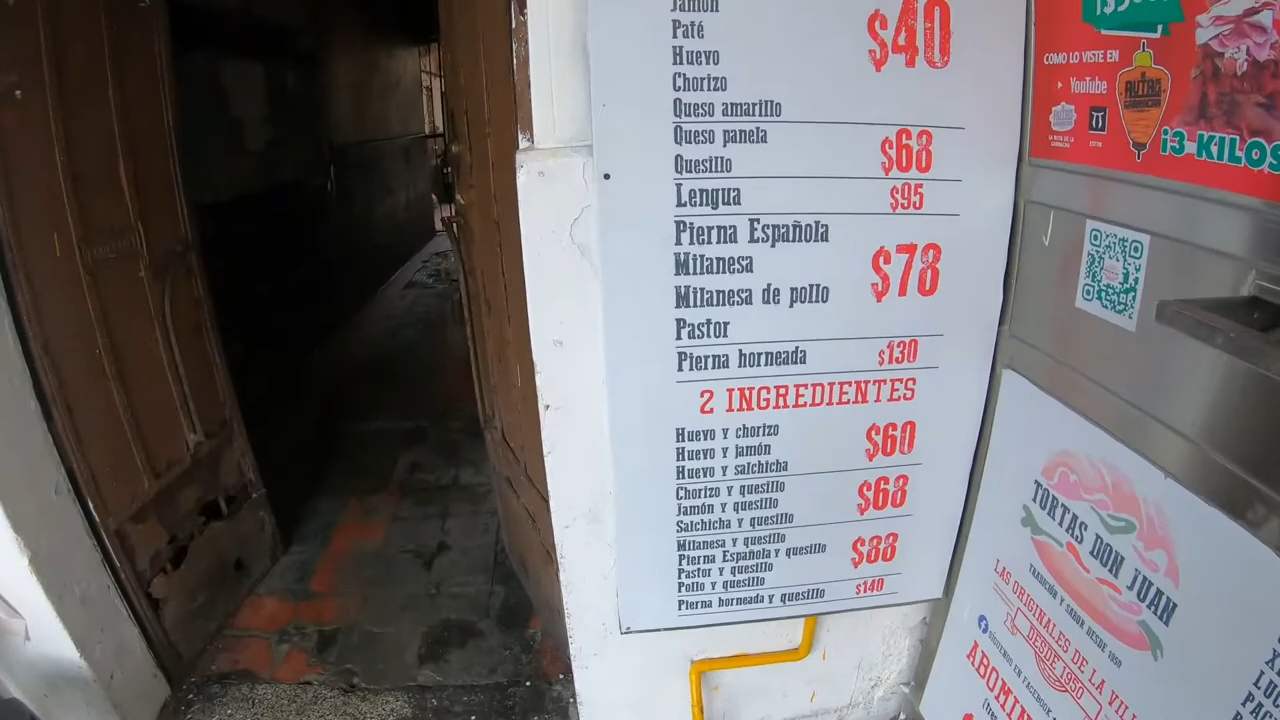 Jamón
Paté
Huevo
Chorizo
Queso amarillo
$40
Queso panela
Quesillo
$68
Lengua $95
Pierna Española
Milanesa
Milanesa de pollo
Pastor
$78
Pierna horneada $130
2 INGREDIENTES
Huevo y chorizo
Huevo y jamón
Huevo y salchicha
$60
Chorizo y quesillo
Jamón y quesillo
Salchicha y quesillo
$68
Milanesa y quesillo
Pierna Española y quesillo
Pastor y quesillo
Pollo y quesillo
$88
Pierna horneada y quesillo $140
COMO LO VISTE EN
YouTube
LA RUTA DE LA
GARNACHA
¡3 KILOS
TORTAS DON JUAN
TRADICIÓN Y SABOR DESDE 1950
LAS ORIGINALES DE LA
DESDE 1950
SÍGUENOS EN FACEBOOK